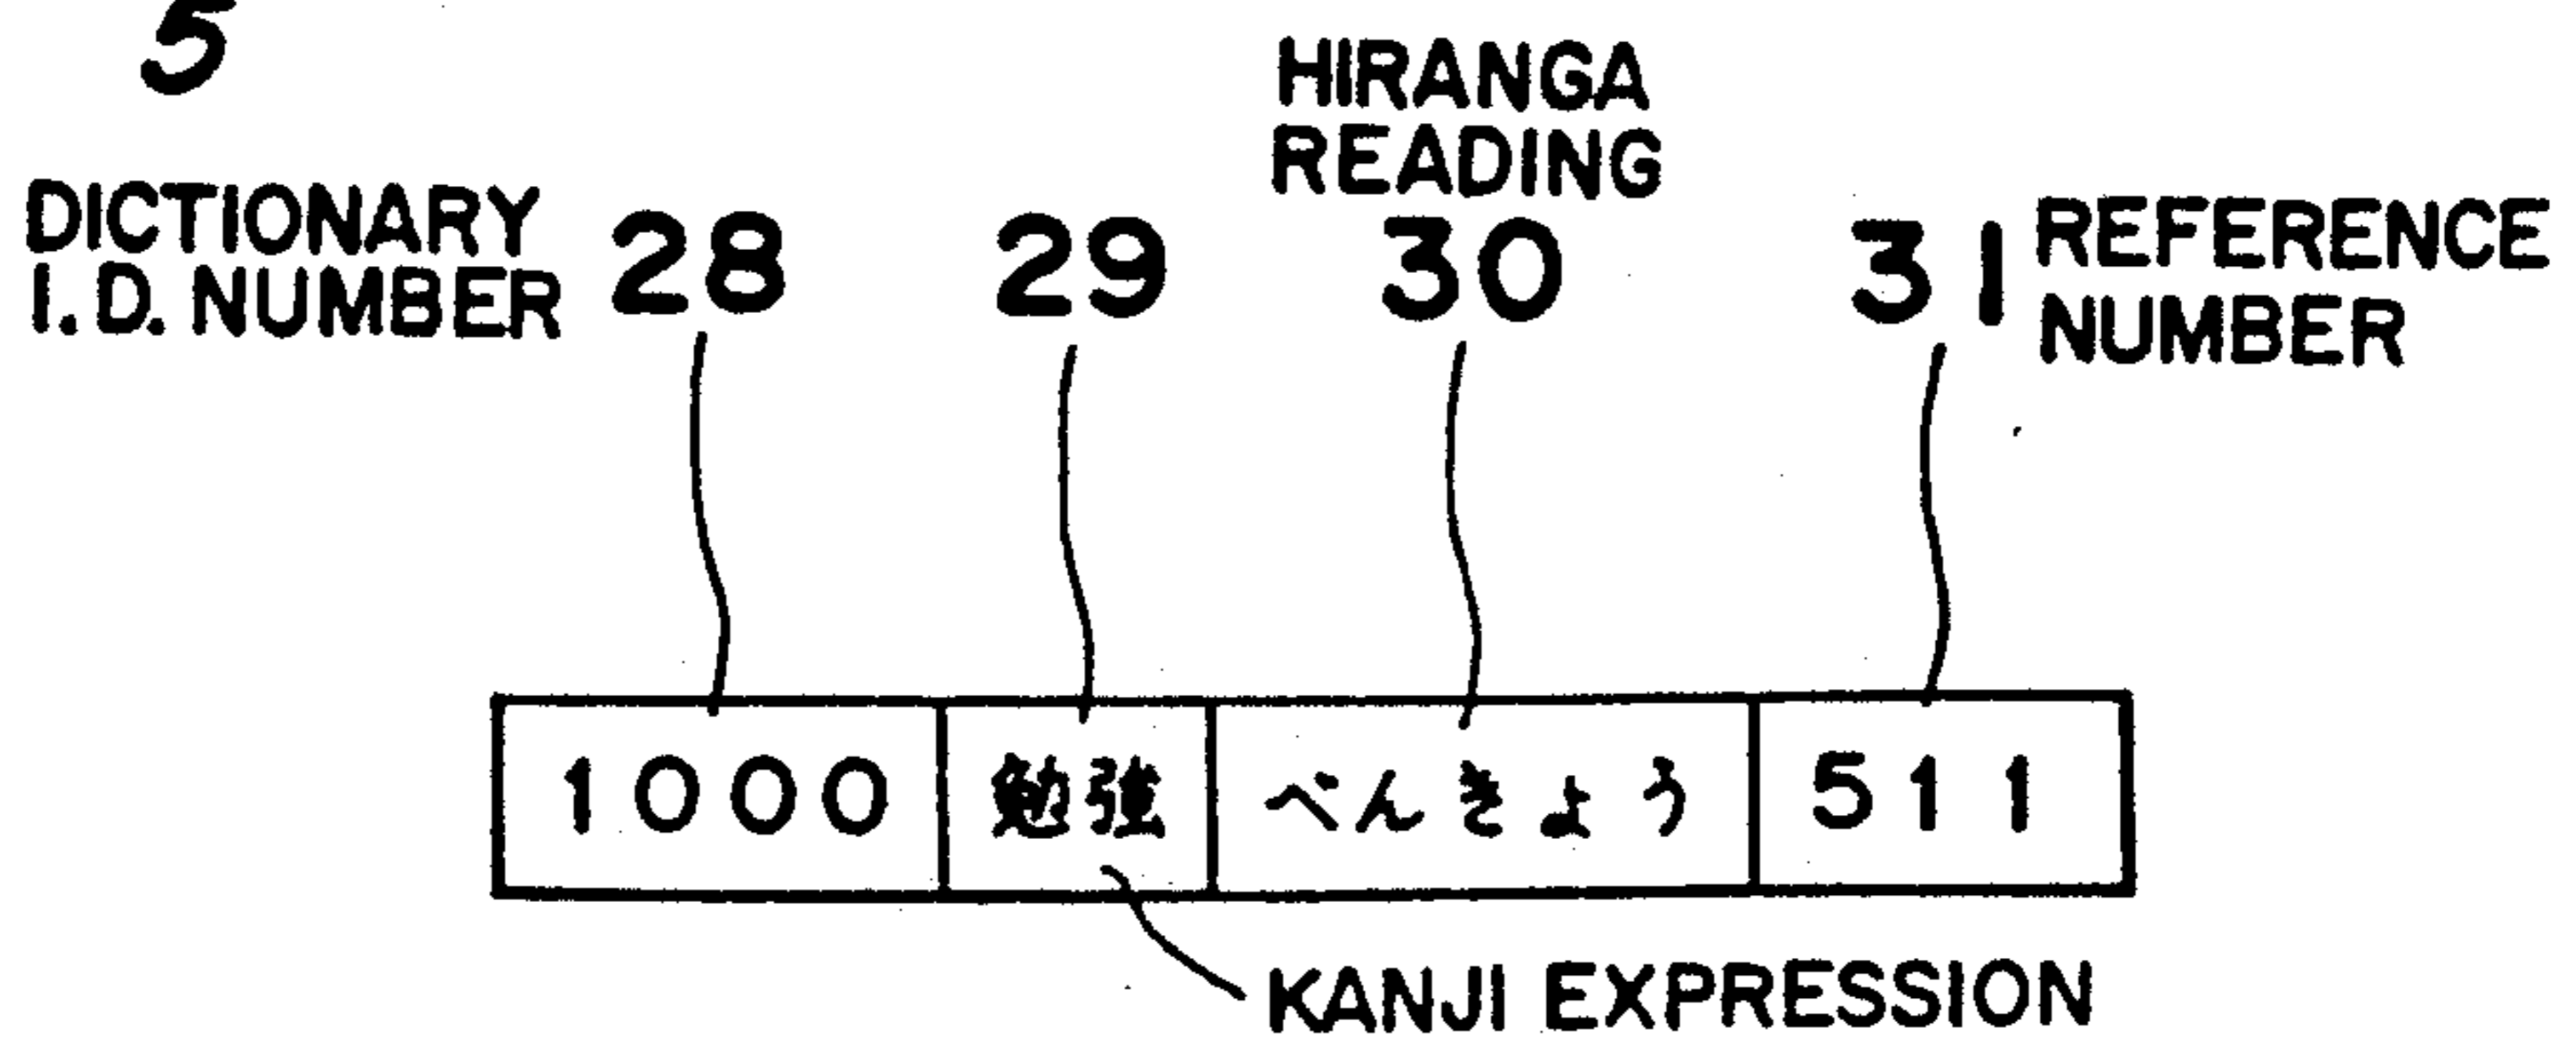 5
HIRANGA
READING
DICTIONARY
I.D. NUMBER
28 29 30 31
REFERENCE
NUMBER
1000 勉強 べんきょう 511
KANJI EXPRESSION